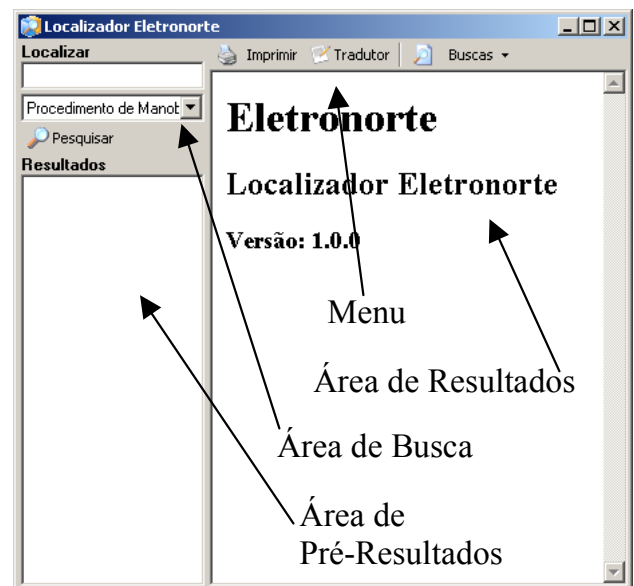 Localizador Eletronorte
Localizar
Imprimir Tradutor Buscas
Procedimento de Manot
Pesquisar
Resultados
Eletronorte
Localizador Eletronorte
Versão: 1.0.0
Menu
Área de Resultados
Área de Busca
Área de
Pré-Resultados